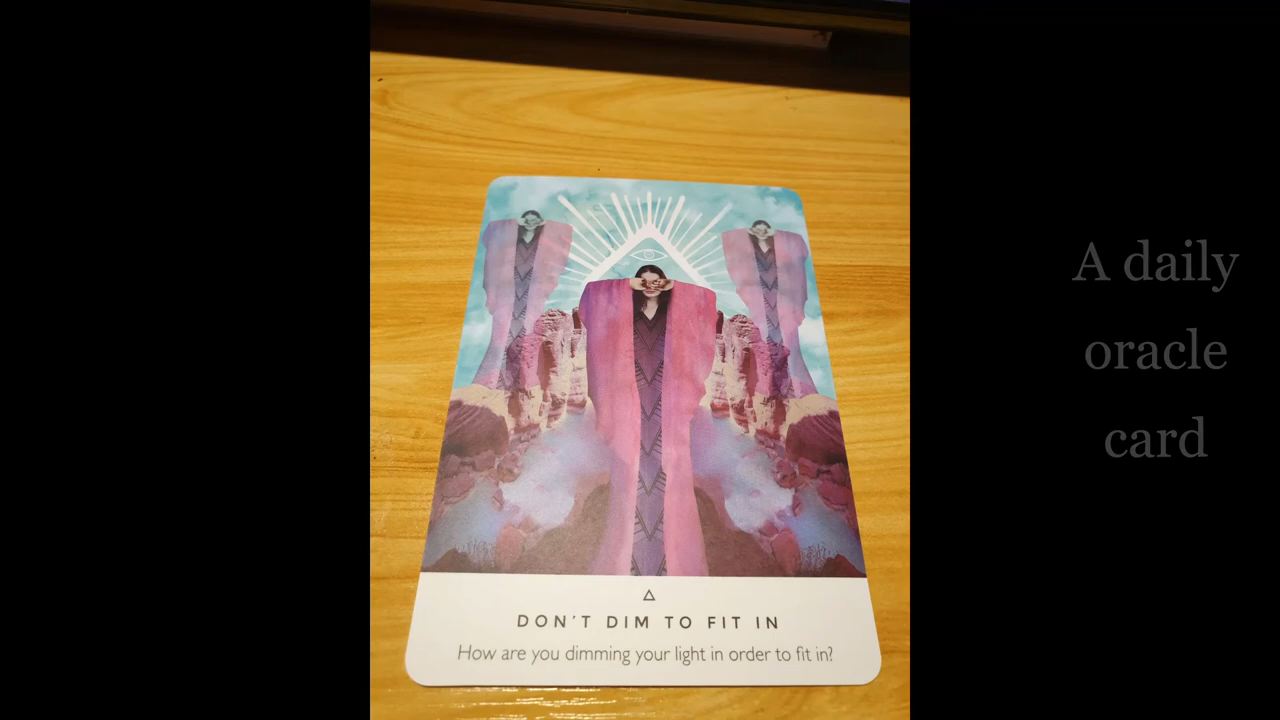 A daily
oracle
card
DON'T DIM TO FIT IN
How are you dimming your light in order to fit in?